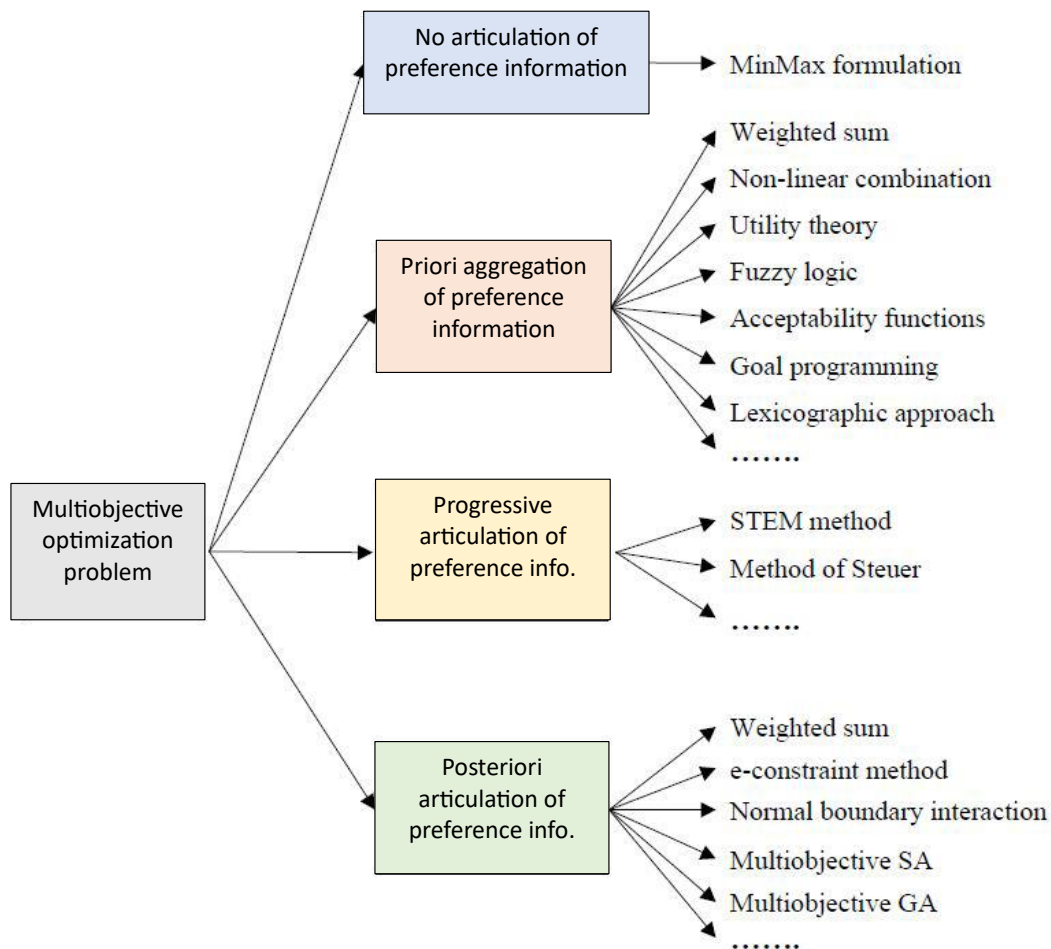 No articulation of
preference information
MinMax formulation
Weighted sum
Non-linear combination
Utility theory
Priori aggregation
of preference
information
Fuzzy logic
Acceptability functions
Goal programming
Lexicographic approach
.......
Multiobjective
optimization
problem
Progressive
articulation of
preference info.
STEM method
Method of Steuer
.......
Posteriori
articulation of
preference info.
Weighted sum
e-constraint method
Normal boundary interaction
Multiobjective SA
Multiobjective GA
.......